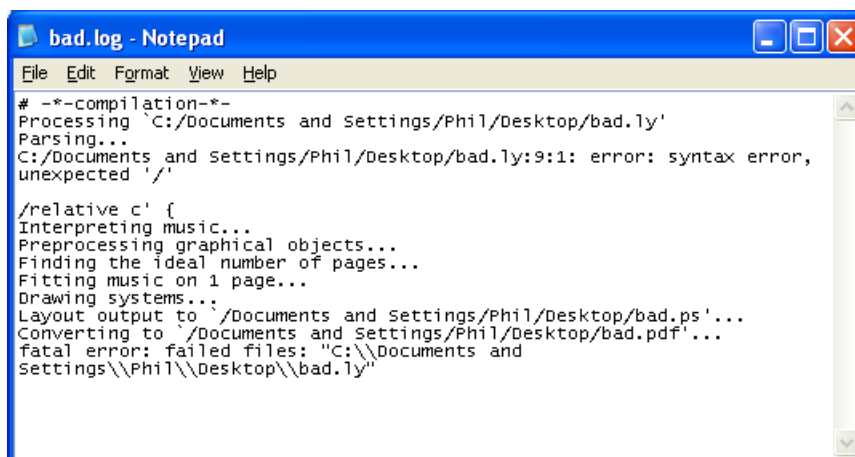 bad.log - Notepad
File Edit Format View Help
# -*-compilation-*-
Processing `C:/Documents and Settings/Phil/Desktop/bad.ly'
Parsing...
C:/Documents and Settings/Phil/Desktop/bad.ly:9:1: error: syntax error,
unexpected '/'
/relative c' {
Interpreting music...
Preprocessing graphical objects...
Finding the ideal number of pages...
Fitting music on 1 page...
Drawing systems...
Layout output to `/Documents and Settings/Phil/Desktop/bad.ps'...
Converting to `/Documents and Settings/Phil/Desktop/bad.pdf'...
fatal error: failed files: "C:\\Documents and
Settings\\Phil\\Desktop\\bad.ly"